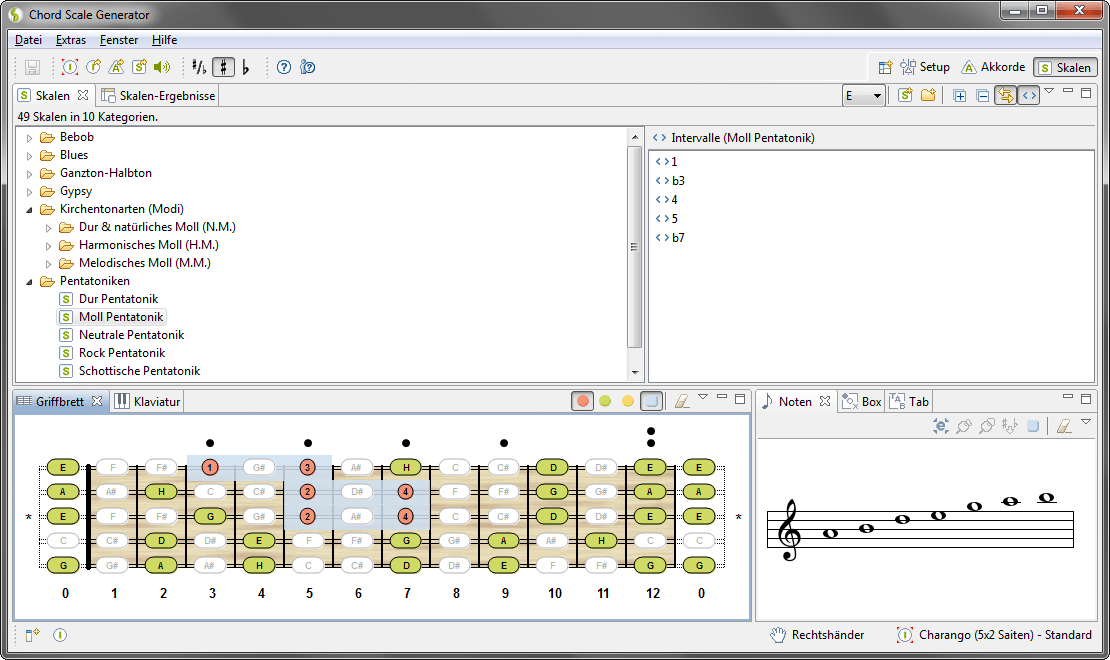 Chord Scale Generator
Datei Extras Fenster Hilfe
Setup Akkorde Skalen
Skalen Skalen-Ergebnisse E
49 Skalen in 10 Kategorien.
Bebob
Blues
Ganzton-Halbton
Gypsy
Kirchentonarten (Modi)
Dur & natürliches Moll (N.M.)
Harmonisches Moll (H.M.)
Melodisches Moll (M.M.)
Pentatoniken
Dur Pentatonik
Moll Pentatonik
Neutrale Pentatonik
Rock Pentatonik
Schottische Pentatonik
Intervalle (Moll Pentatonik)
1
b3
4
5
b7
Griffbrett Klaviatur
E F F# 1 G# 3 A# H C C# D D# E E
A A# H C C# 2 D# 4 F F# G G# A A
* E F F# G G# 2 A# 4 C C# D D# E E *
C C# D D# E F F# G G# A A# H C C
G G# A A# H C C# D D# E F F# G G
0 1 2 3 4 5 6 7 8 9 10 11 12 0
Noten Box Tab
Rechtshänder Charango (5x2 Saiten) - Standard